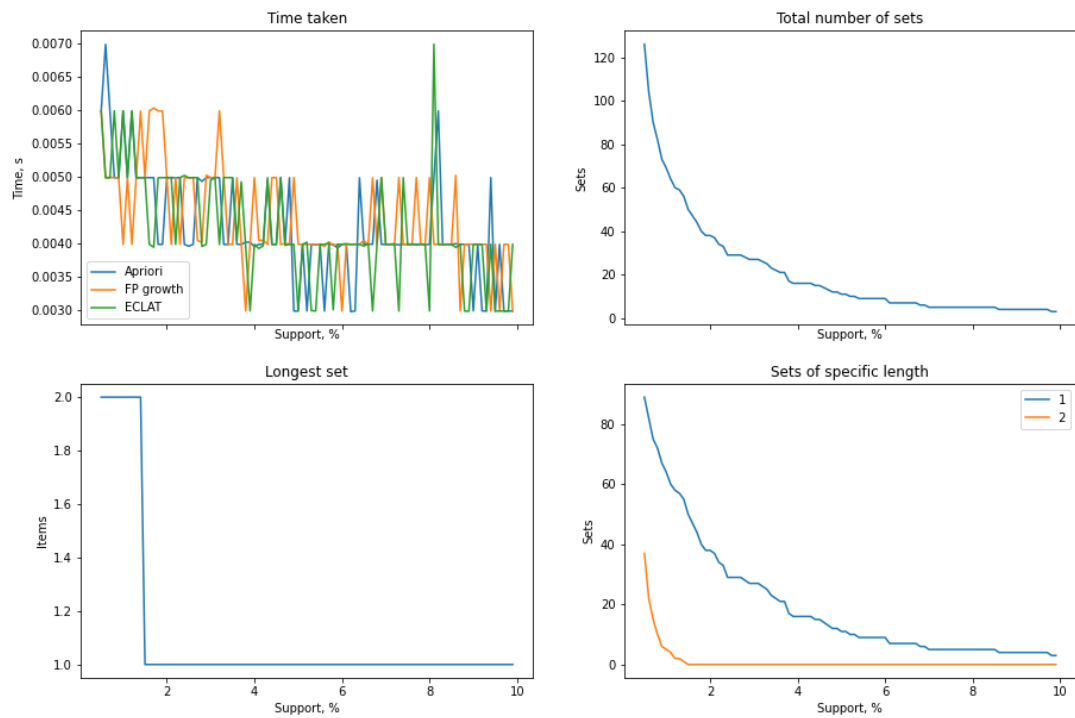 Time taken
Time, s
0.0070
0.0065
0.0060
0.0055
0.0050
0.0045
0.0040
0.0035
0.0030
Apriori
FP growth
ECLAT
Support, %
Total number of sets
Sets
120
100
80
60
40
20
0
Support, %
Longest set
Items
2.0
1.8
1.6
1.4
1.2
1.0
2 4 6 8 10
Support, %
Sets of specific length
Sets
80
60
40
20
0
1
2
2 4 6 8 10
Support, %